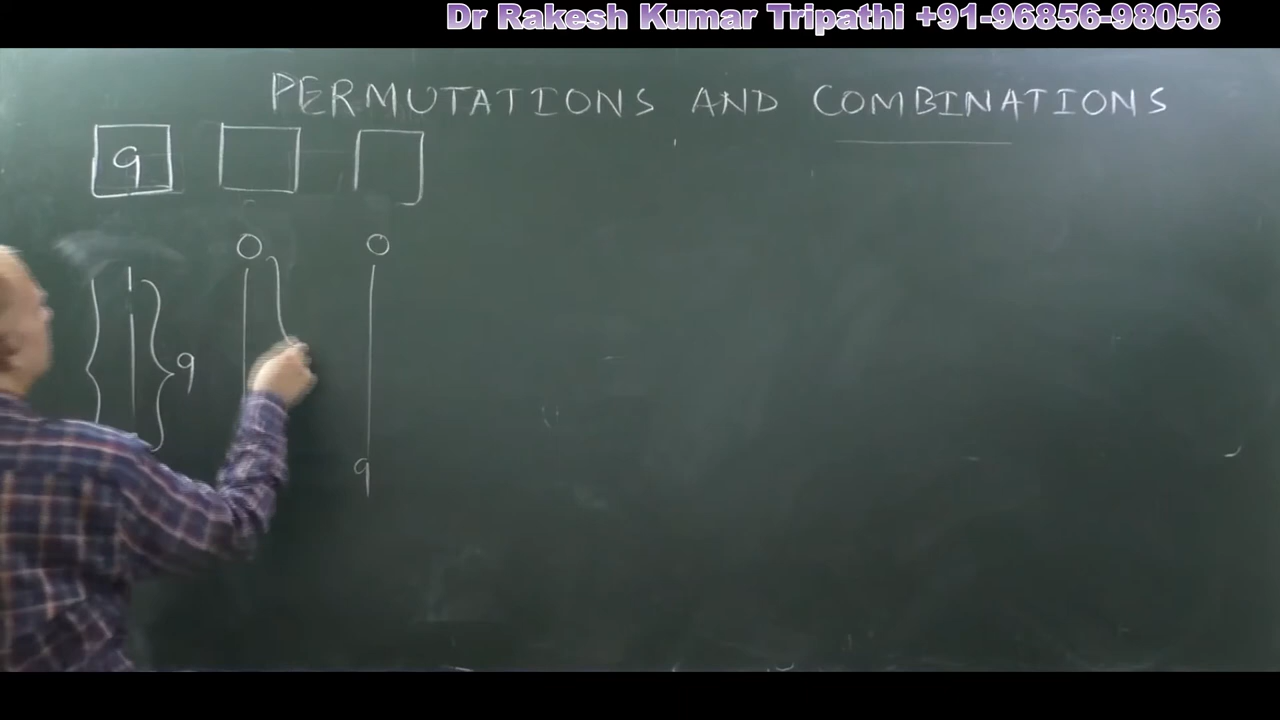 Dr Rakesh Kumar Tripathi +91-96856-98056
PERMUTATIONS AND COMBINATIONS
9
0 0
1
9
9